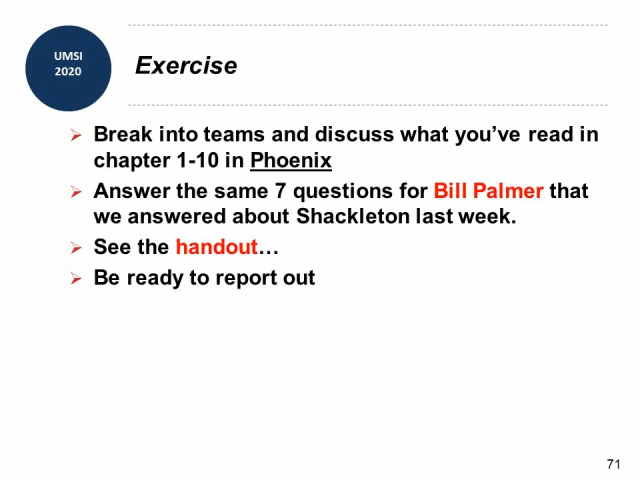 UMSI
2020
Exercise
Break into teams and discuss what you’ve read in
chapter 1-10 in Phoenix
Answer the same 7 questions for Bill Palmer that
we answered about Shackleton last week.
See the handout…
Be ready to report out
71